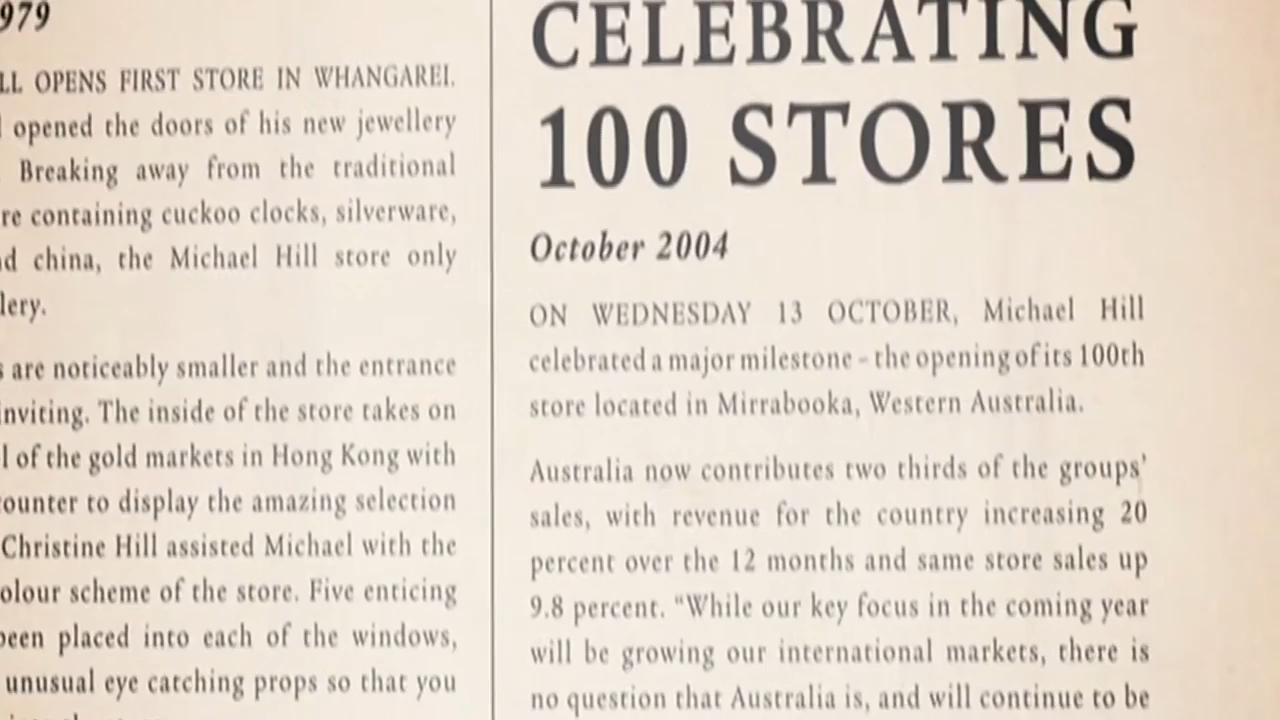 979
LL OPENS FIRST STORE IN WHANGAREI.
opened the doors of his new jewellery
Breaking away from the traditional
re containing cuckoo clocks, silverware,
d china, the Michael Hill store only
lery.
s are noticeably smaller and the entrance
inviting. The inside of the store takes on
l of the gold markets in Hong Kong with
ounter to display the amazing selection
Christine Hill assisted Michael with the
olour scheme of the store. Five enticing
been placed into each of the windows,
unusual eye catching props so that you
CELEBRATING
100 STORES
October 2004
ON WEDNESDAY 13 OCTOBER, Michael Hill
celebrated a major milestone - the opening of its 100th
store located in Mirrabooka, Western Australia.
Australia now contributes two thirds of the groups'
sales, with revenue for the country increasing 20
percent over the 12 months and same store sales up
9.8 percent. "While our key focus in the coming year
will be growing our international markets, there is
no question that Australia is, and will continue to be